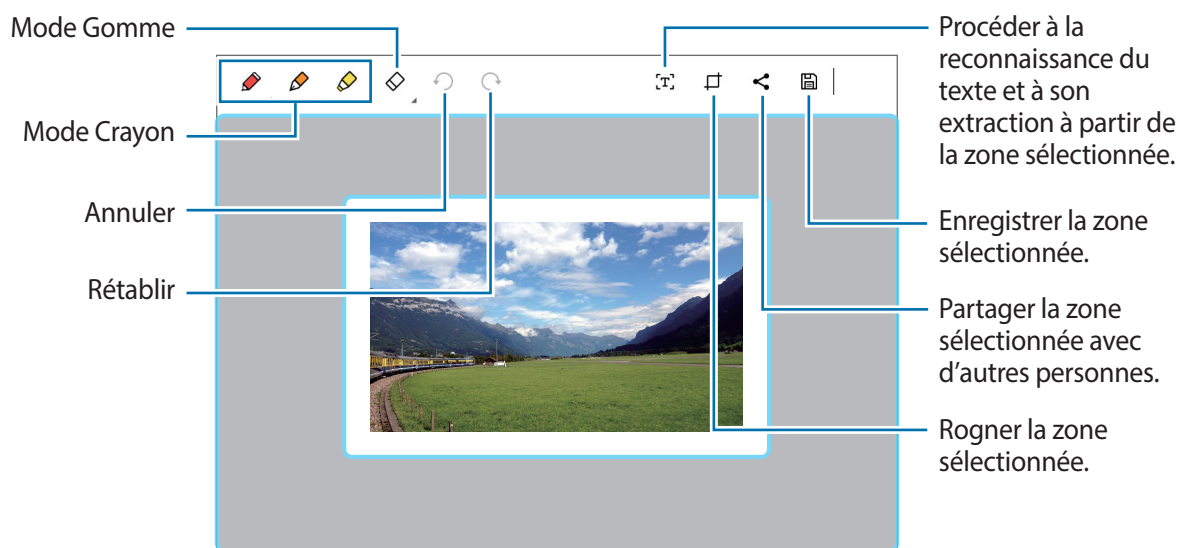 Mode Gomme
Mode Crayon
Annuler
Rétablir
Procéder à la
reconnaissance du
texte et à son
extraction à partir de
la zone sélectionnée.
Enregistrer la zone
sélectionnée.
Partager la zone
sélectionnée avec
d’autres personnes.
Rogner la zone
sélectionnée.